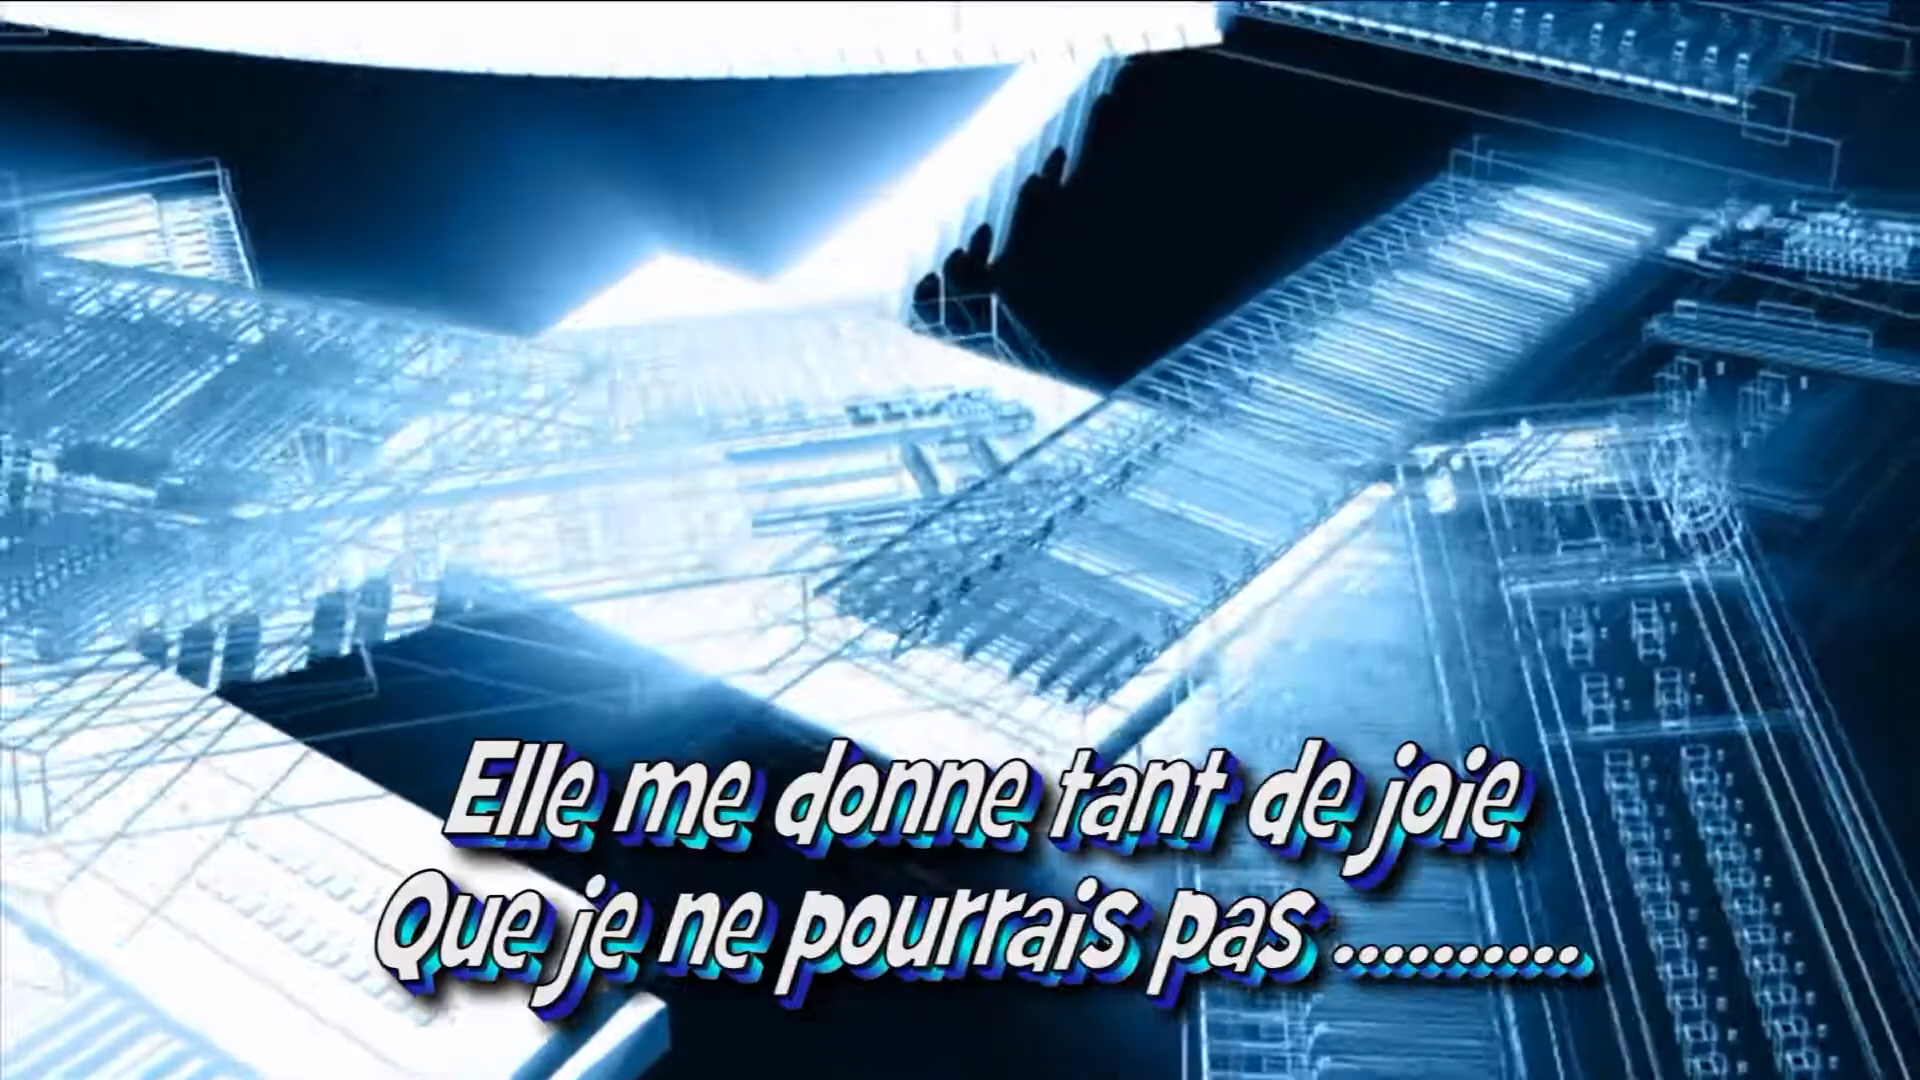 Elle me donne tant de joie
Que je ne pourrais pas ..........